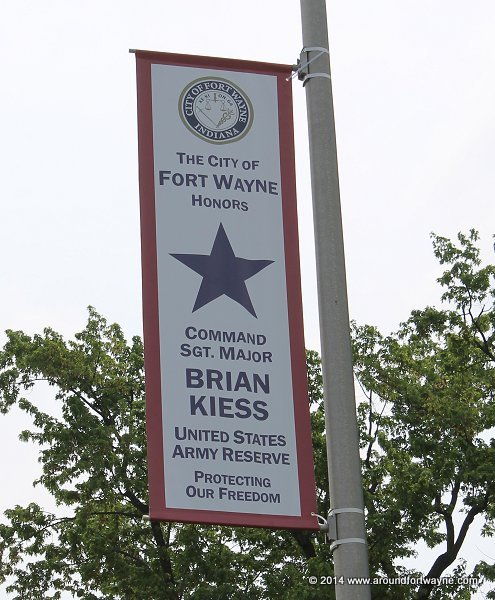 CITY OF FORT WAYNE
INDIANA
THE CITY OF
FORT WAYNE
HONORS
COMMAND
SGT. MAJOR
BRIAN
KIESS
UNITED STATES
ARMY RESERVE
PROTECTING
OUR FREEDOM
© 2014 www.aroundfortwayne.com